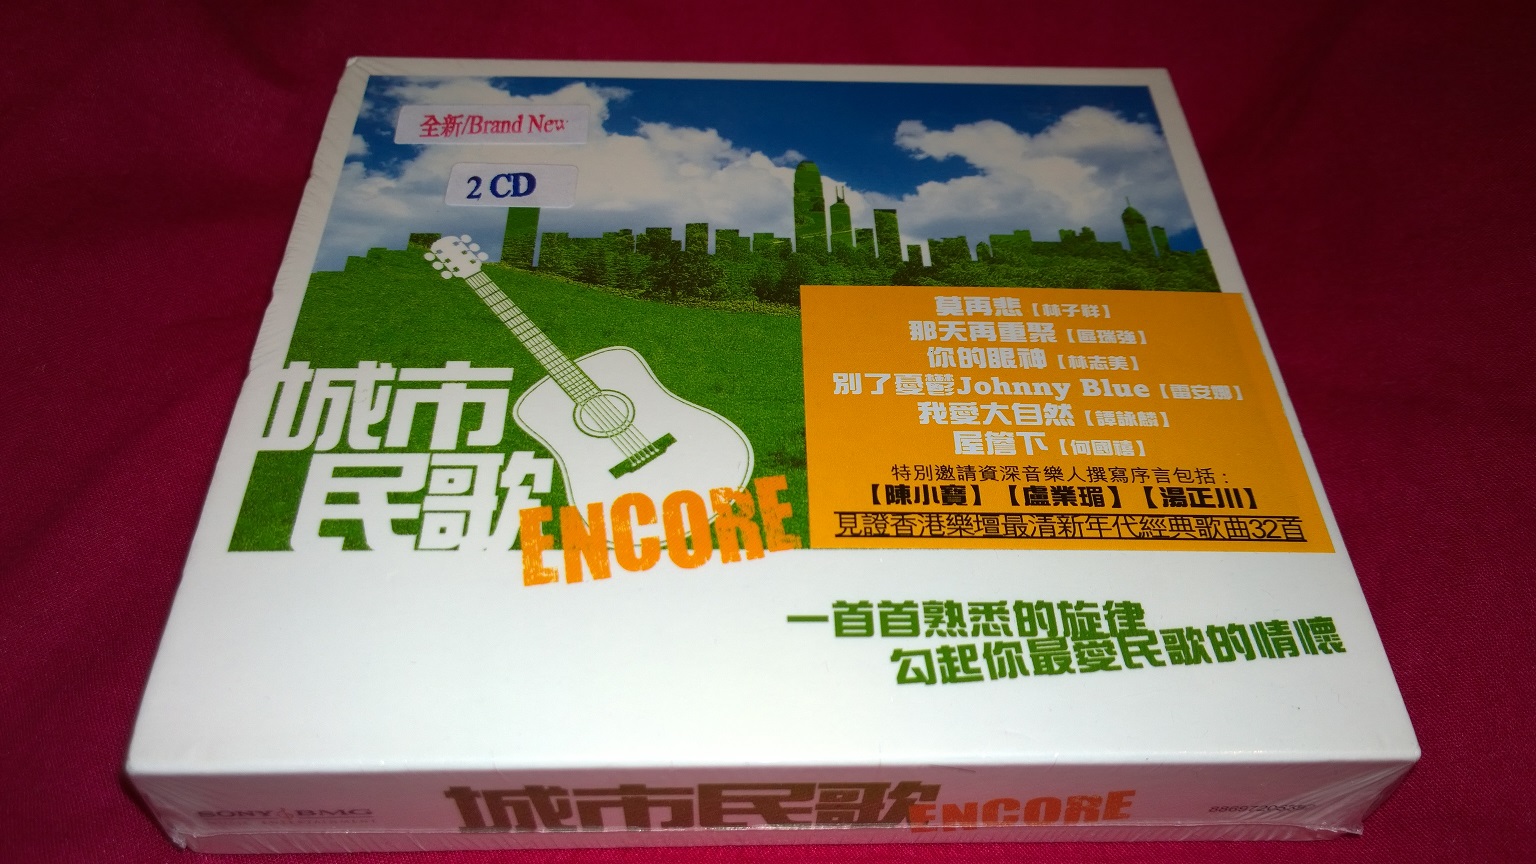 全新/Brand New
2 CD
城市
民歌
ENCORE
莫再悲【林子祥】
那天再重聚【區瑞強】
你的眼神【林志美】
別了憂鬱Johnny Blue【雷安娜】
我愛大自然【譚詠麟】
屋簷下【何國禧】
特別邀請資深音樂人撰寫序言包括：
【陳小寶】【盧業瑂】【湯正川】
見證香港樂壇最清新年代經典歌曲32首
一首首熟悉的旋律
勾起你最愛民歌的情懷
SONY BMG
城市民歌ENCORE